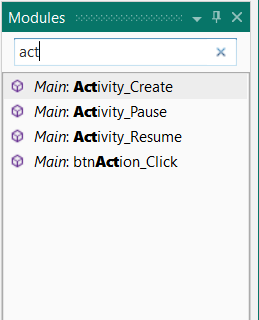 Modules
act
Main: Activity_Create
Main: Activity_Pause
Main: Activity_Resume
Main: btnAction_Click